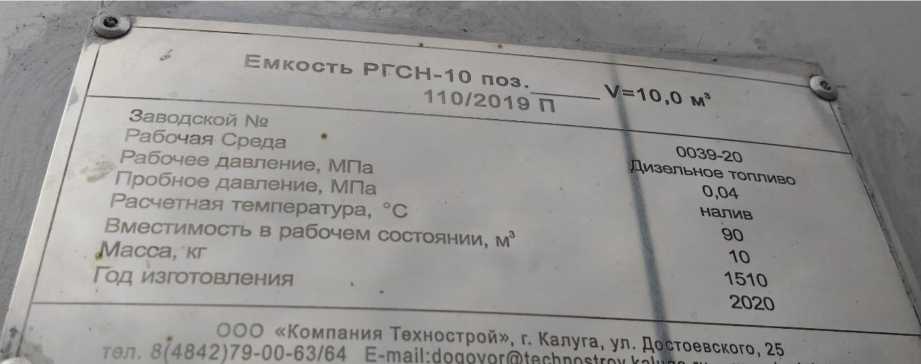 Емкость РГСН-10 поз.______ V=10,0 м³
110/2019 П
Заводской № 0039-20
Рабочая Среда Дизельное топливо
Рабочее давление, МПа 0,04
Пробное давление, МПа налив
Расчетная температура, °С 90
Вместимость в рабочем состоянии, м³ 10
Масса, кг 1510
Год изготовления 2020
ООО «Компания Технострой», г. Калуга, ул. Достоевского, 25
тел. 8(4842)79-00-63/64 E-mail:dogovor@technostroy.